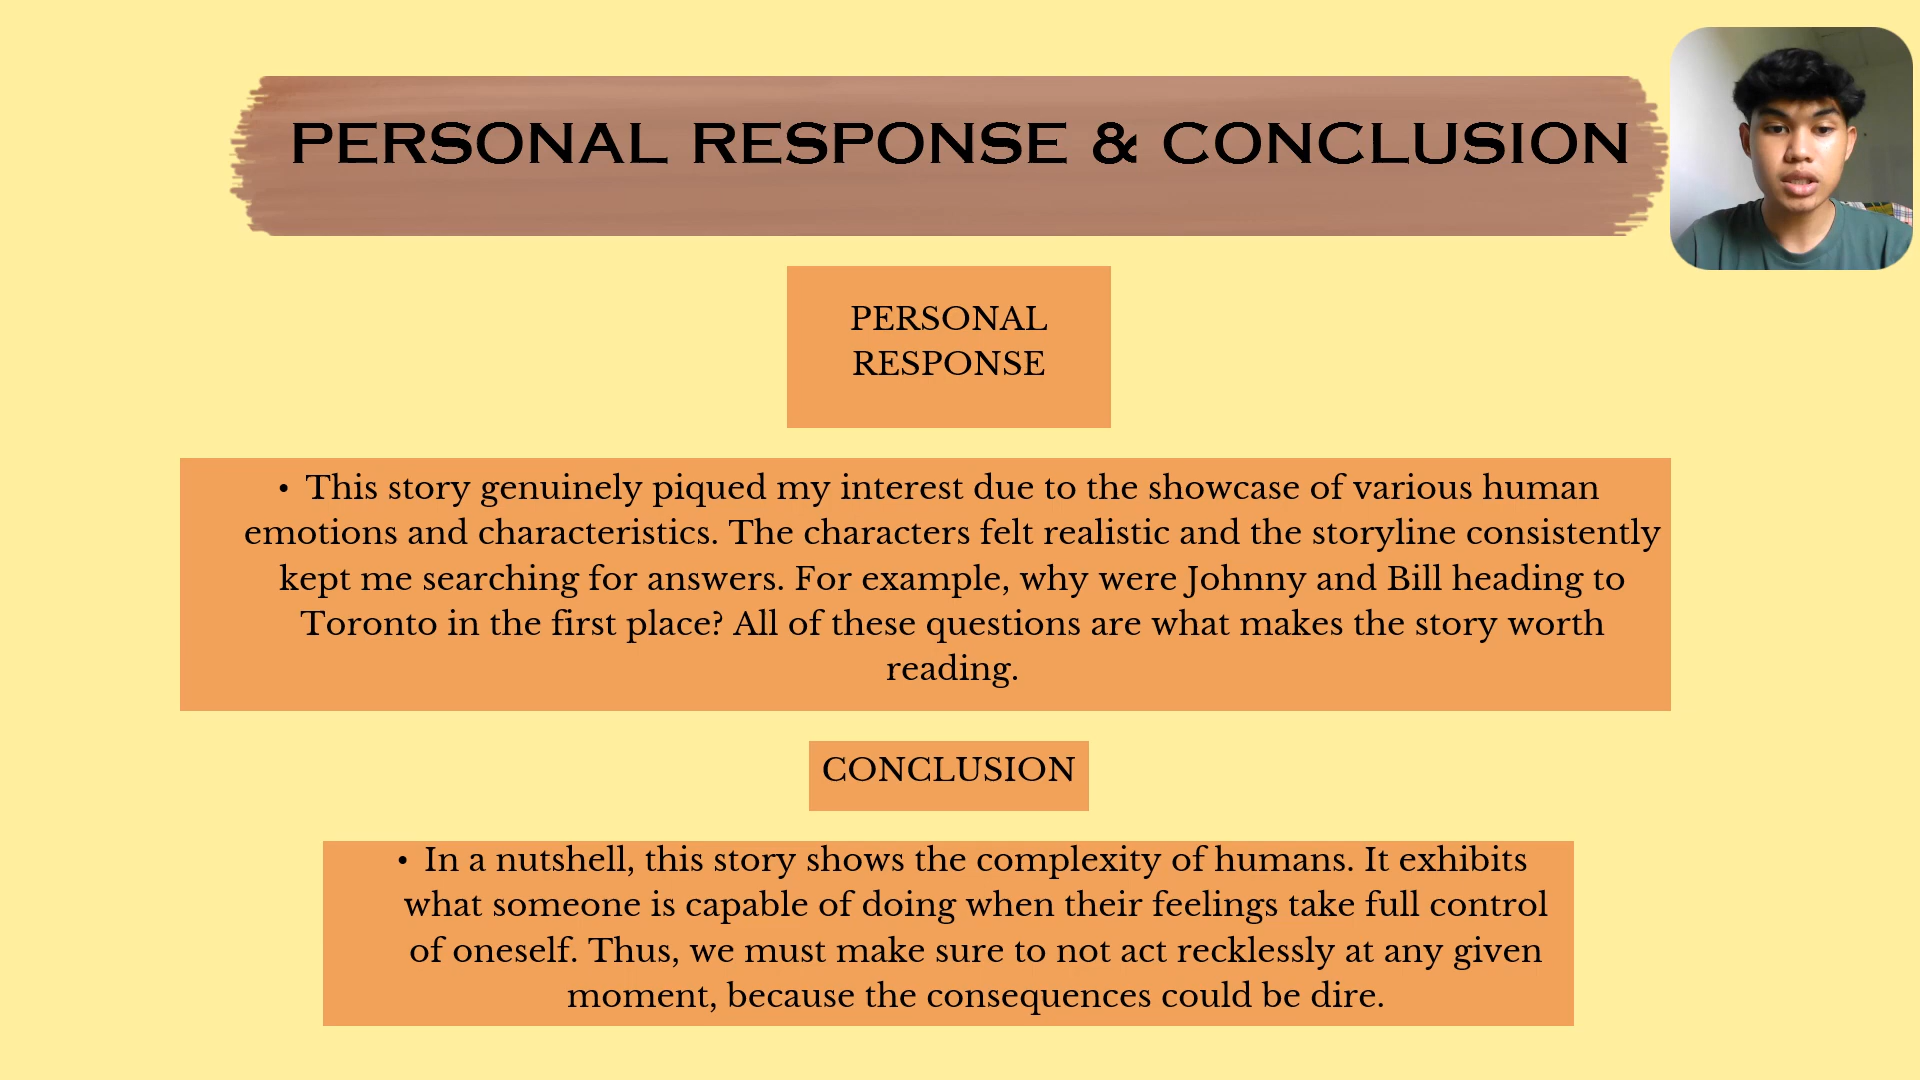 PERSONAL RESPONSE & CONCLUSION
PERSONAL
RESPONSE
• This story genuinely piqued my interest due to the showcase of various human
emotions and characteristics. The characters felt realistic and the storyline consistently
kept me searching for answers. For example, why were Johnny and Bill heading to
Toronto in the first place? All of these questions are what makes the story worth
reading.
CONCLUSION
• In a nutshell, this story shows the complexity of humans. It exhibits
what someone is capable of doing when their feelings take full control
of oneself. Thus, we must make sure to not act recklessly at any given
moment, because the consequences could be dire.